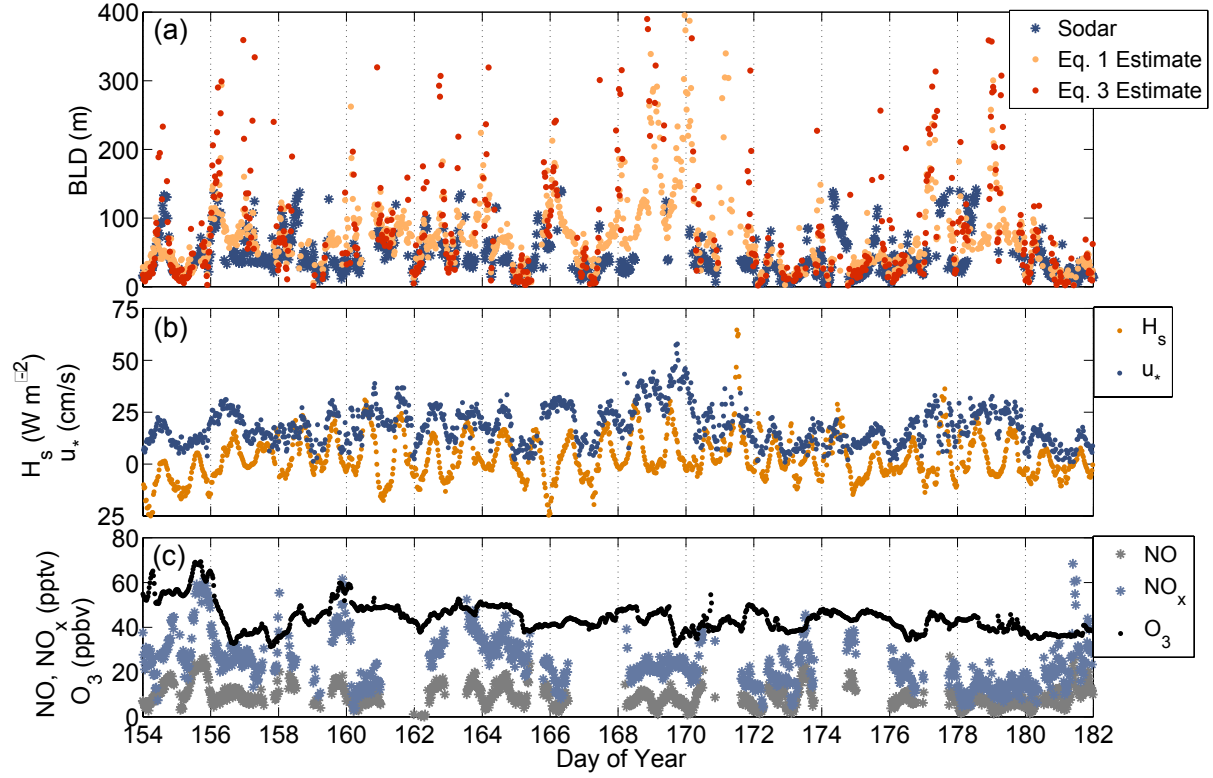 (a)
400
300
200
100
0
BLD (m)
Sodar
Eq. 1 Estimate
Eq. 3 Estimate
(b)
75
50
25
0
25
H_s (W m^-2)
u_* (cm/s)
H_s
u_*
(c)
80
60
40
20
0
NO, NO_x (pptv)
O_3 (ppbv)
NO
NO_x
O_3
154 156 158 160 162 164 166 168 170 172 174 176 178 180 182
Day of Year